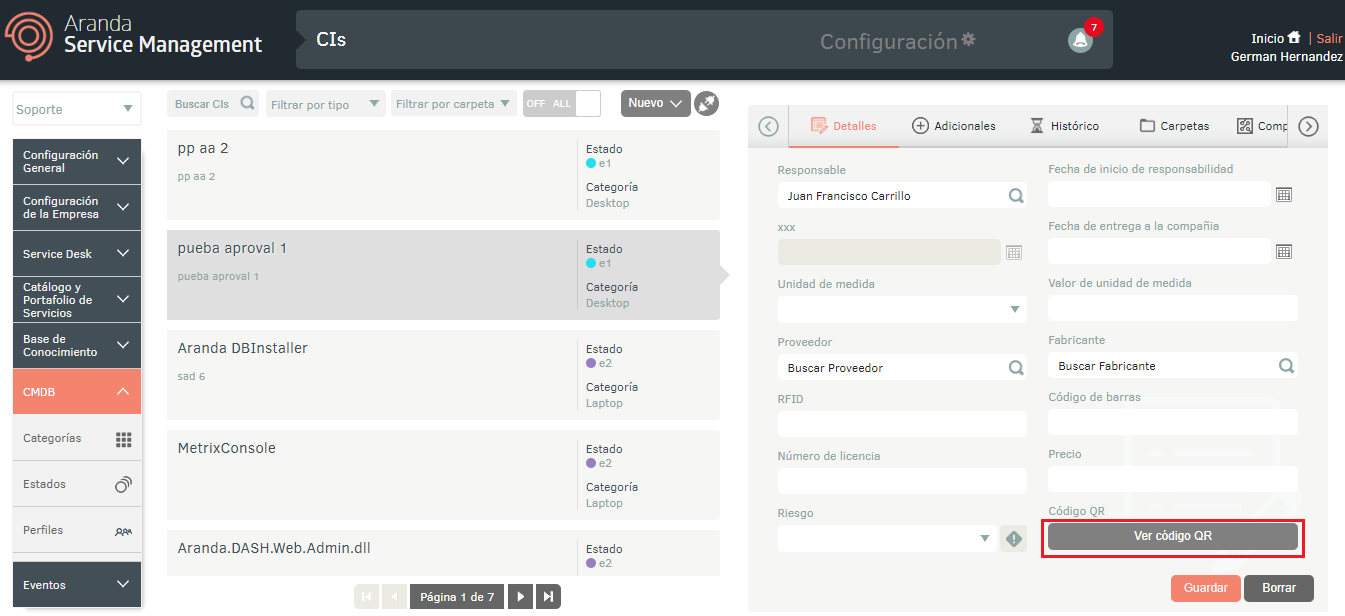 Aranda
Service Management
CIs
Configuración
7
Inicio | Salir
German Hernandez
Soporte
Configuración
General
Configuración
de la Empresa
Service Desk
Catálogo y
Portafolio de
Servicios
Base de
Conocimiento
CMDB
Categorías
Estados
Perfiles
Eventos
Buscar CIs
Filtrar por tipo
Filtrar por carpeta
OFF ALL
Nuevo
pp aa 2
pp aa 2
Estado
e1
Categoría
Desktop
pueba aproval 1
pueba aproval 1
Estado
e1
Categoría
Desktop
Aranda DBInstaller
sad 6
Estado
e2
Categoría
Laptop
MetrixConsole
Estado
e2
Categoría
Laptop
Aranda.DASH.Web.Admin.dll
Estado
e2
Página 1 de 7
Detalles
Adicionales
Histórico
Carpetas
Comp
Responsable
Juan Francisco Carrillo
Fecha de inicio de responsabilidad
xxx
Fecha de entrega a la compañia
Unidad de medida
Valor de unidad de medida
Proveedor
Buscar Proveedor
Fabricante
Buscar Fabricante
RFID
Código de barras
Número de licencia
Precio
Riesgo
Código QR
Ver código QR
Guardar
Borrar